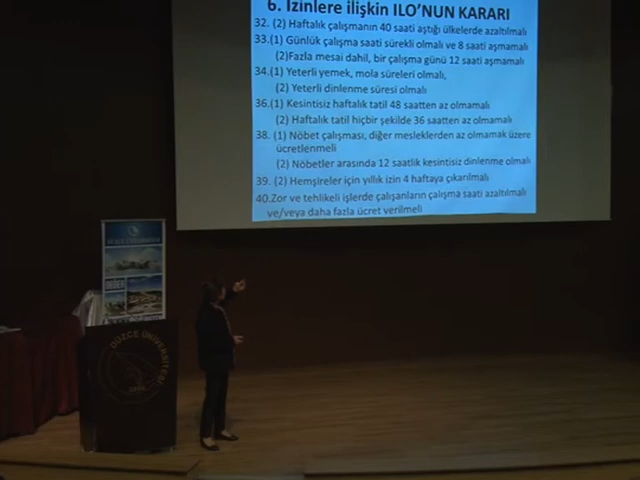 6. İzinlere ilişkin ILO'NUN KARARI
32. (2) Haftalık çalışmanın 40 saati aştığı ülkelerde azaltılmalı
33.(1) Günlük çalışma saati sürekli olmalı ve 8 saati aşmamalı
(2)Fazla mesai dahil, bir çalışma günü 12 saati aşmamalı
34.(1) Yeterli yemek, mola süreleri olmalı,
(2) Yeterli dinlenme süresi olmalı
36.(1) Kesintisiz haftalık tatil 48 saatten az olmamalı
(2) Haftalık tatil hiçbir şekilde 36 saatten az olmamalı
38. (1) Nöbet çalışması, diğer mesleklerden az olmamak üzere
ücretlenmeli
(2) Nöbetler arasında 12 saatlik kesintisiz dinlenme olmalı
39. (2) Hemşireler için yıllık izin 4 haftaya çıkarılmalı
40.Zor ve tehlikeli işlerde çalışanların çalışma saati azaltılmalı
ve/veya daha fazla ücret verilmeli
DÜZCE ÜNİVERSİTESİ